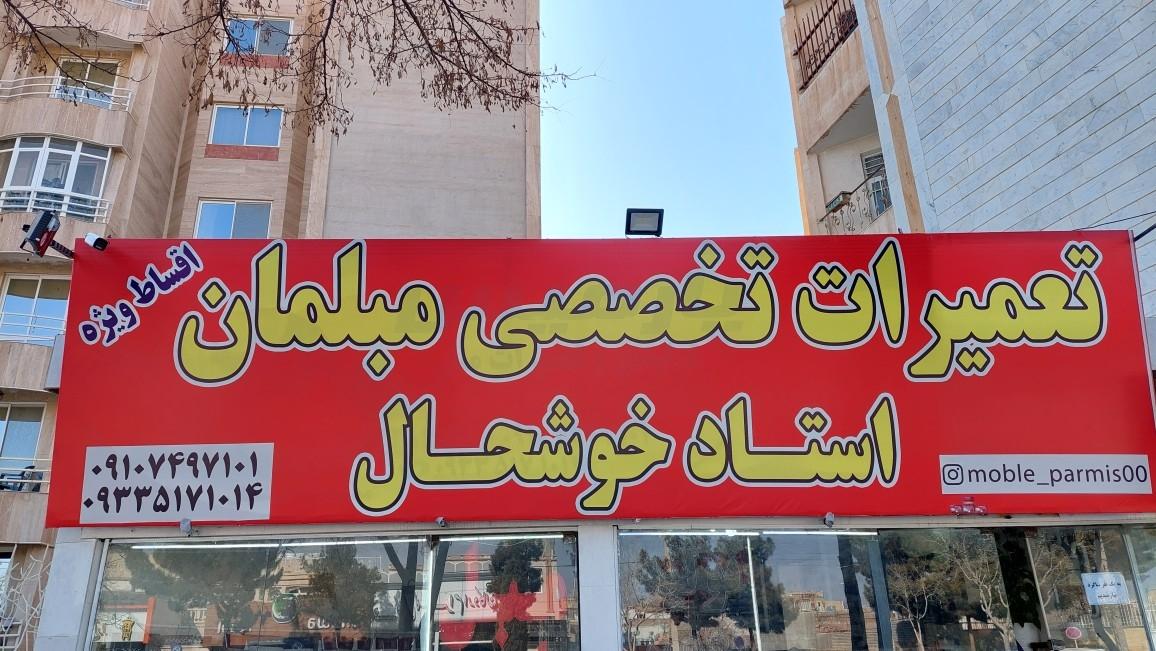 تعمیرات تخصصی مبلمان
اقساط ویژه
استاد خوشحال
۰۹۱۰۷۴۹۷۱۰۱
۰۹۳۳۵۱۷۱۰۱۴
moble_parmis00